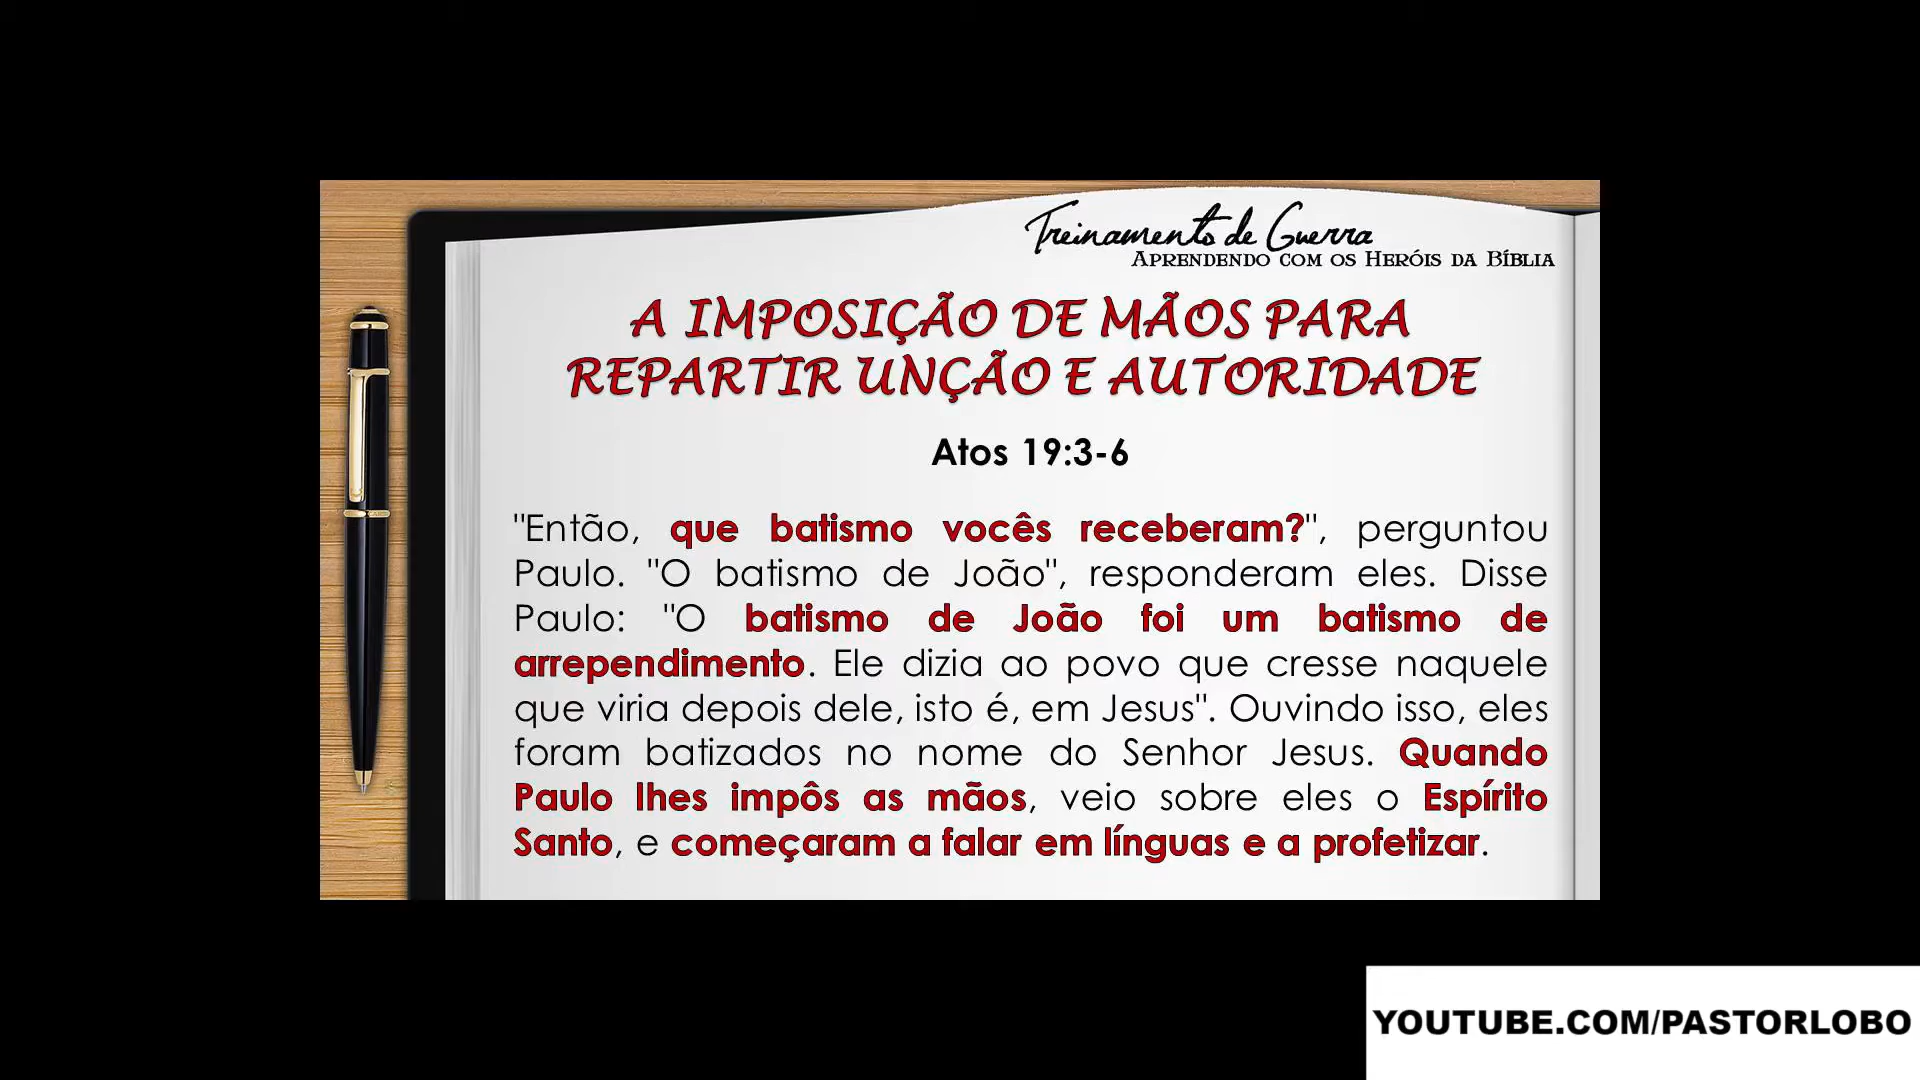 Treinamento de Guerra
APRENDENDO COM OS HERÓIS DA BÍBLIA
A IMPOSIÇÃO DE MÃOS PARA
REPARTIR UNÇÃO E AUTORIDADE
Atos 19:3-6
"Então, que batismo vocês receberam?", perguntou
Paulo. "O batismo de João", responderam eles. Disse
Paulo: "O batismo de João foi um batismo de
arrependimento. Ele dizia ao povo que cresse naquele
que viria depois dele, isto é, em Jesus". Ouvindo isso, eles
foram batizados no nome do Senhor Jesus. Quando
Paulo lhes impôs as mãos, veio sobre eles o Espírito
Santo, e começaram a falar em línguas e a profetizar.
YOUTUBE.COM/PASTORLOBO